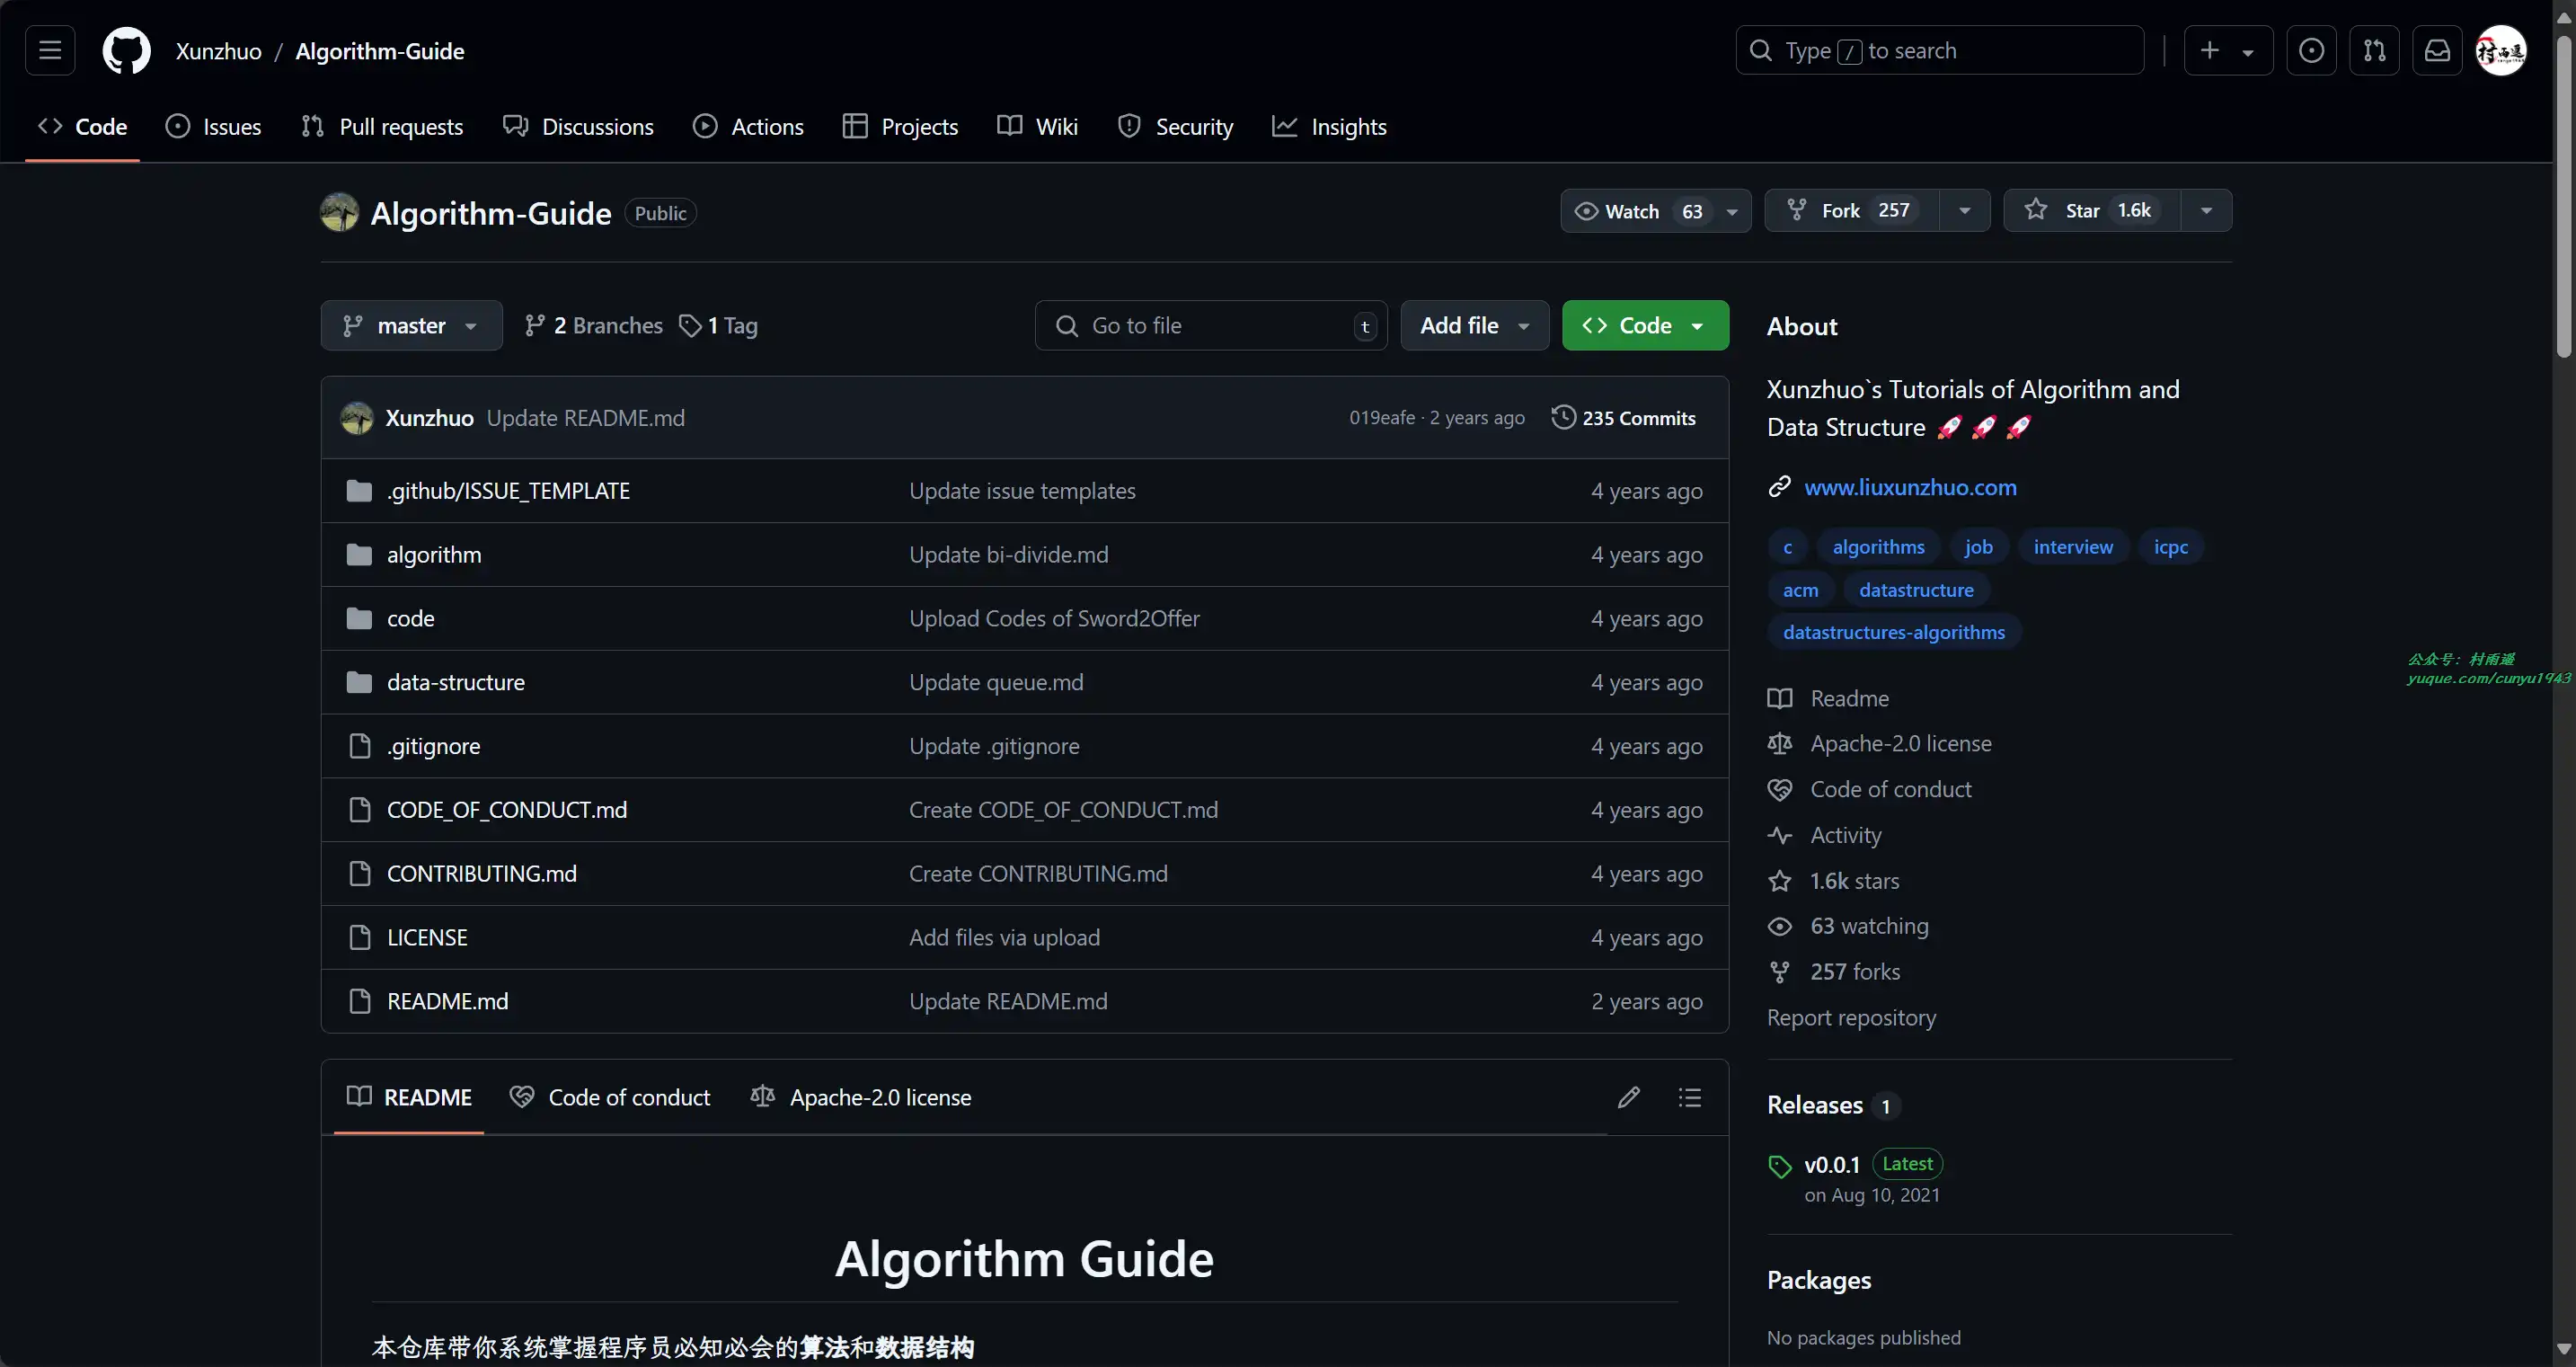 Xunzhuo / Algorithm-Guide
Type / to search
村雨遥
Code Issues Pull requests Discussions Actions Projects Wiki Security Insights
Algorithm-Guide Public
Watch 63 Fork 257 Star 1.6k
master 2 Branches 1 Tag
Go to file t Add file Code
Xunzhuo Update README.md 019eafe · 2 years ago 235 Commits
.github/ISSUE_TEMPLATE Update issue templates 4 years ago
algorithm Update bi-divide.md 4 years ago
code Upload Codes of Sword2Offer 4 years ago
data-structure Update queue.md 4 years ago
.gitignore Update .gitignore 4 years ago
CODE_OF_CONDUCT.md Create CODE_OF_CONDUCT.md 4 years ago
CONTRIBUTING.md Create CONTRIBUTING.md 4 years ago
LICENSE Add files via upload 4 years ago
README.md Update README.md 2 years ago
README Code of conduct Apache-2.0 license
Algorithm Guide
本仓库带你系统掌握程序员必知必会的算法和数据结构
About
Xunzhuo`s Tutorials of Algorithm and
Data Structure 🚀 🚀 🚀
www.liuxunzhuo.com
c algorithms job interview icpc
acm datastructure
datastructures-algorithms
Readme
Apache-2.0 license
Code of conduct
Activity
1.6k stars
63 watching
257 forks
Report repository
Releases 1
v0.0.1 Latest
on Aug 10, 2021
Packages
No packages published
公众号：村雨遥
yuque.com/cunyu1943